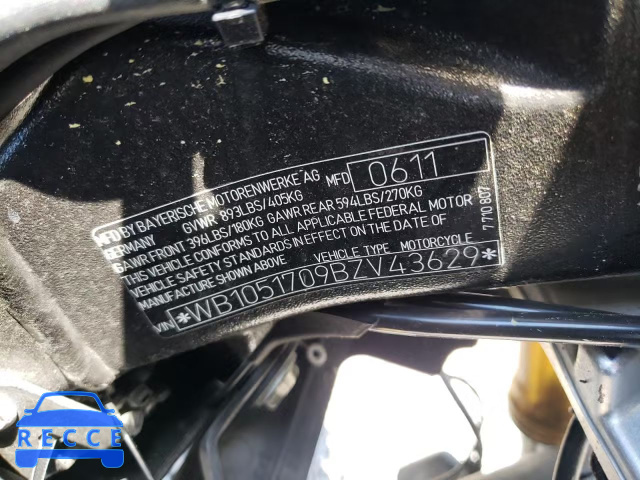 MFD BY BAYERISCHE MOTORENWERKE AG MFD 0611
GERMANY GVWR 893LBS/405KG
GAWR FRONT 396LBS/180KG GAWR REAR 594LBS/270KG
THIS VEHICLE CONFORMS TO ALL APPLICABLE FEDERAL MOTOR
VEHICLE SAFETY STANDARDS IN EFFECT ON THE DATE OF
MANUFACTURE SHOWN ABOVE VEHICLE TYPE: MOTORCYCLE
VIN *WB1051709BZV43629*
7 710 807
RECCE